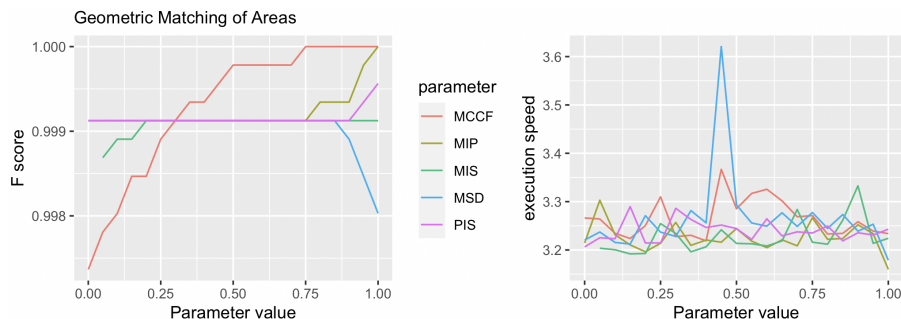 Geometric Matching of Areas
F score
1.000
0.999
0.998
0.00 0.25 0.50 0.75 1.00
Parameter value
parameter
MCCF
MIP
MIS
MSD
PIS
execution speed
3.6
3.5
3.4
3.3
3.2
0.00 0.25 0.50 0.75 1.00
Parameter value